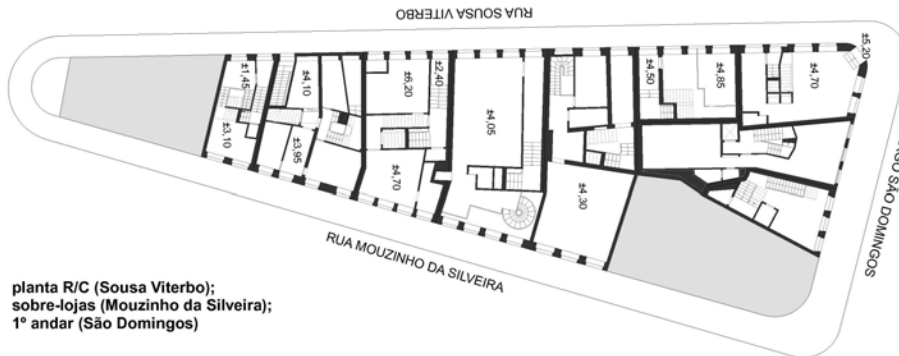 RUA SOUSA VITERBO
±5,20
±1,45
±4,10
±6,20
±2,40
±4,50
±4,85
±4,70
±4,05
±3,10
±3,95
±4,70
±4,30
SÃO DOMINGOS
RUA MOUZINHO DA SILVEIRA
planta R/C (Sousa Viterbo);
sobre-lojas (Mouzinho da Silveira);
1º andar (São Domingos)